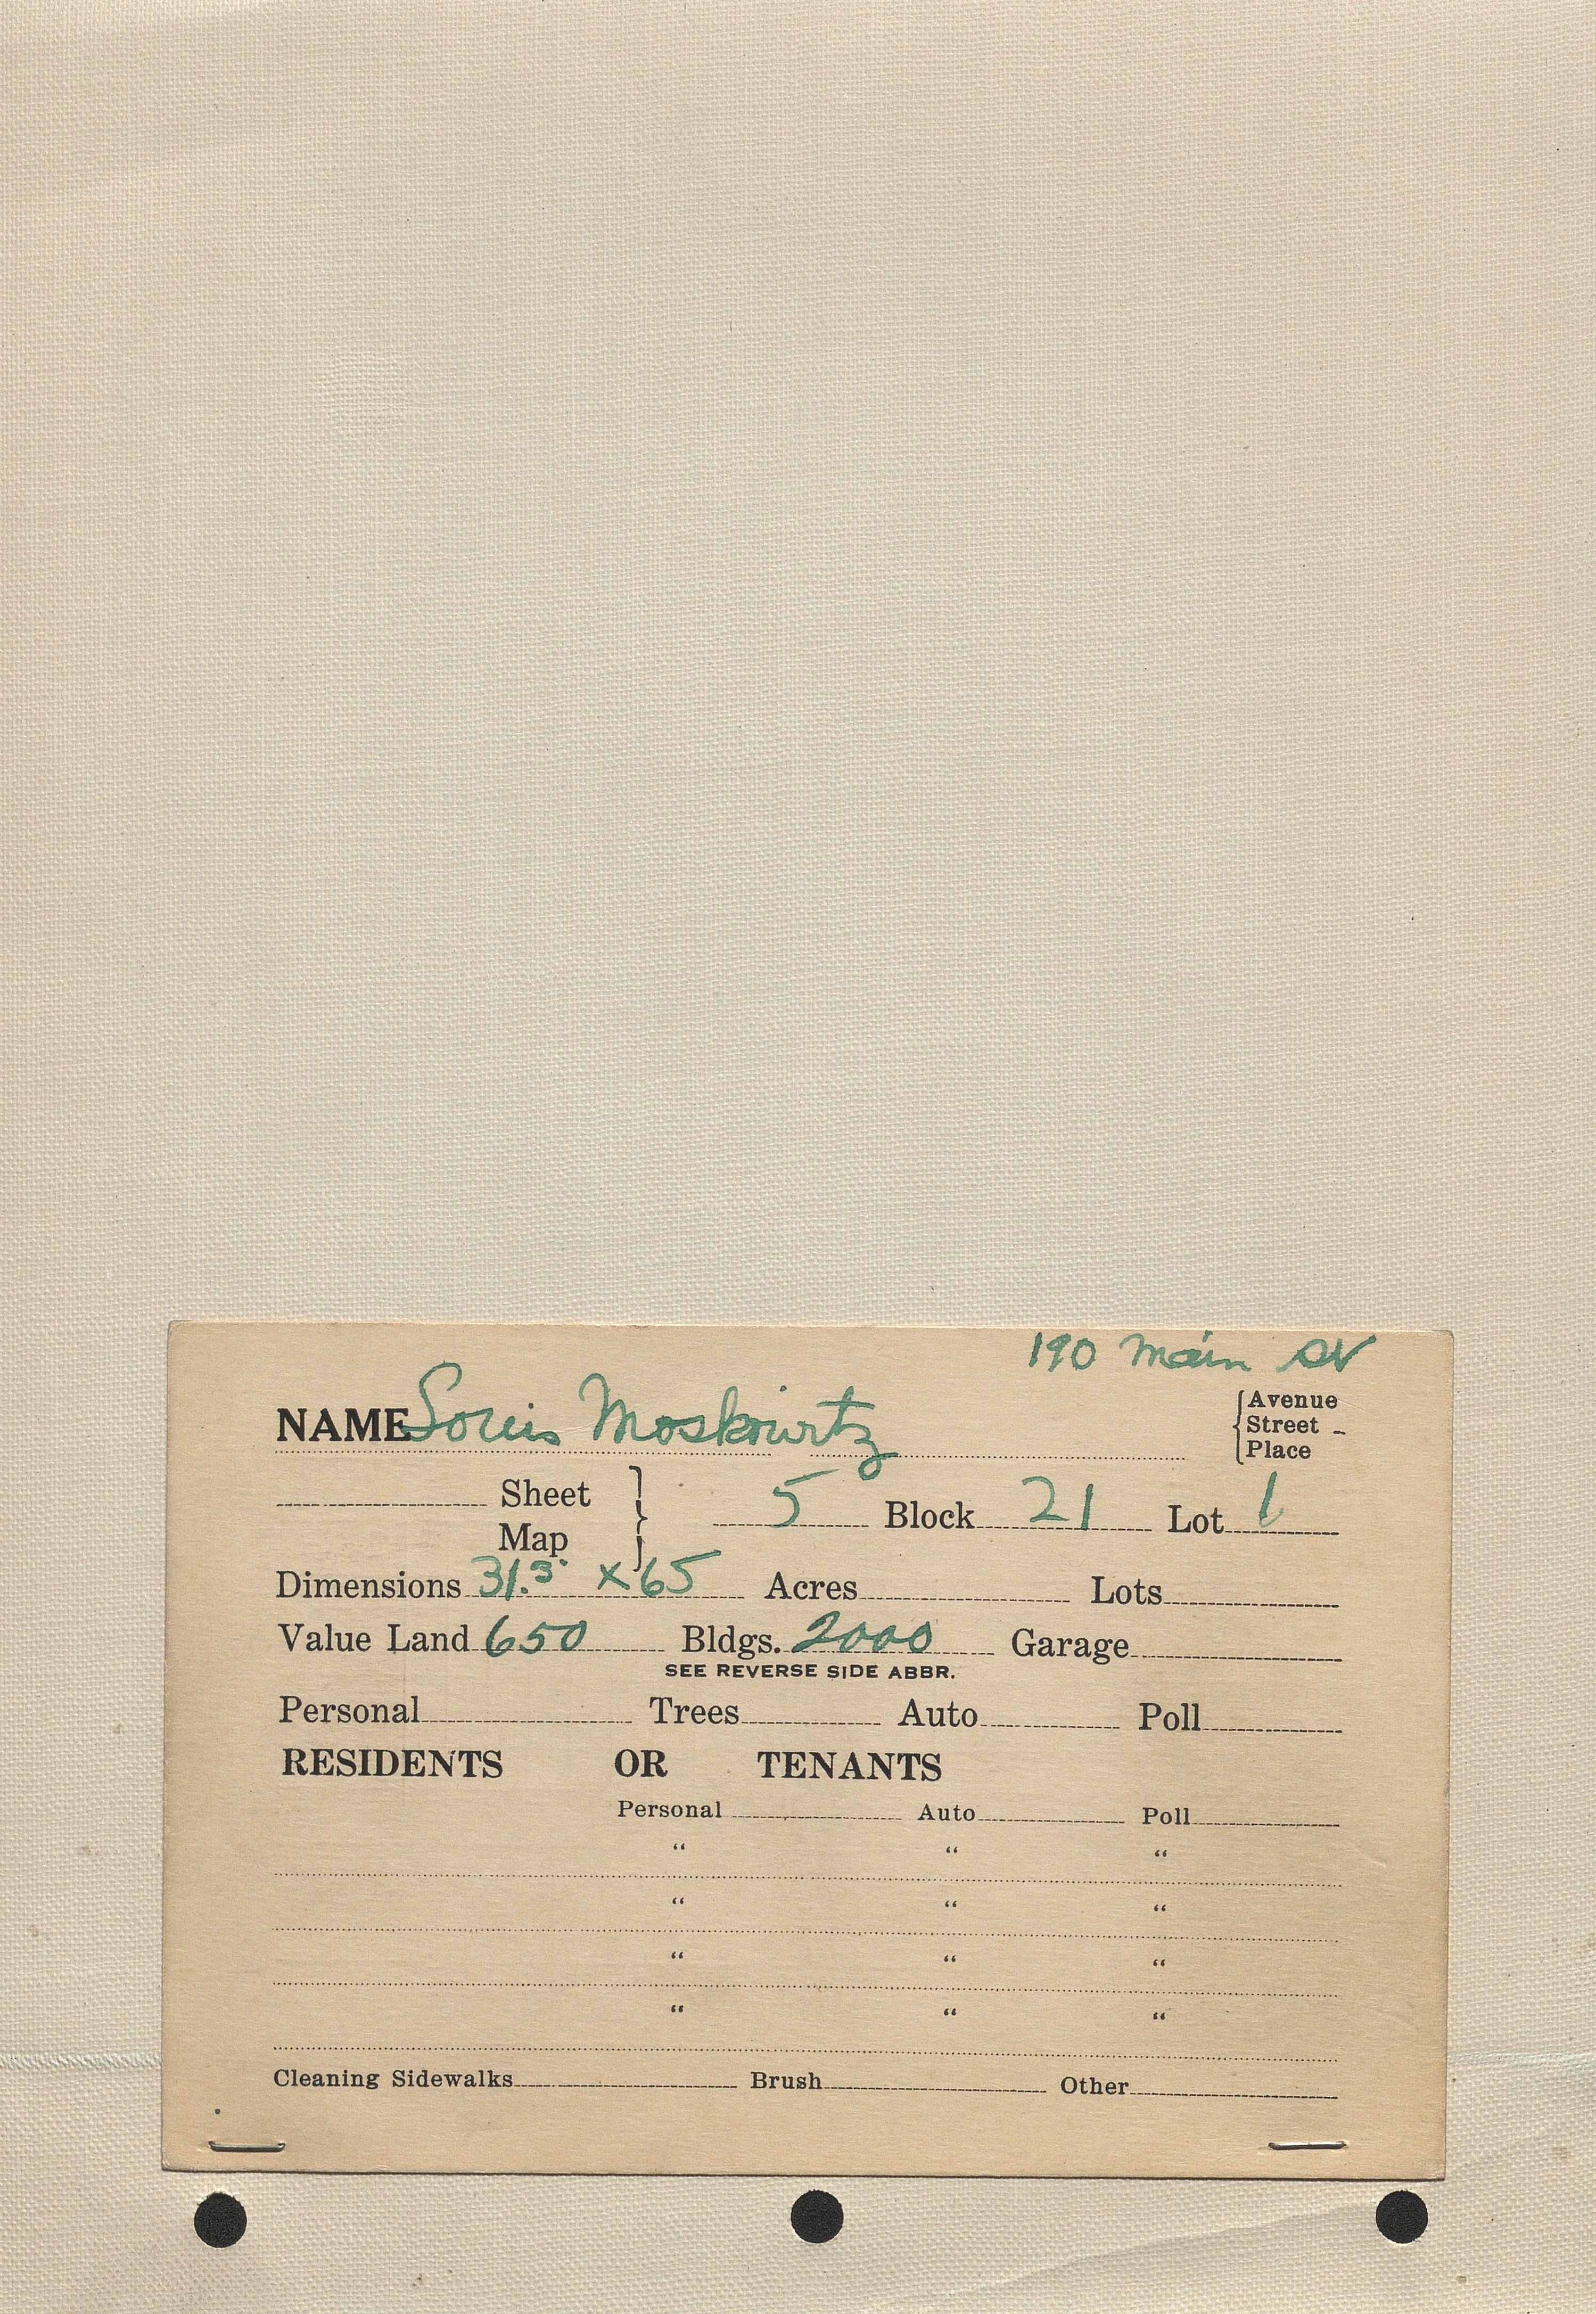 190 Main St
NAME Louis Moskowitz
{Avenue
Street -
Place
Sheet
Map } 5 Block 21 Lot 1
Dimensions 31.3 x 65 Acres Lots
Value Land 650 Bldgs. 2000 Garage
SEE REVERSE SIDE ABBR.
Personal Trees Auto Poll
RESIDENTS OR TENANTS
Personal Auto Poll
“ “ “
“ “ “
“ “ “
“ “ “
Cleaning Sidewalks Brush Other